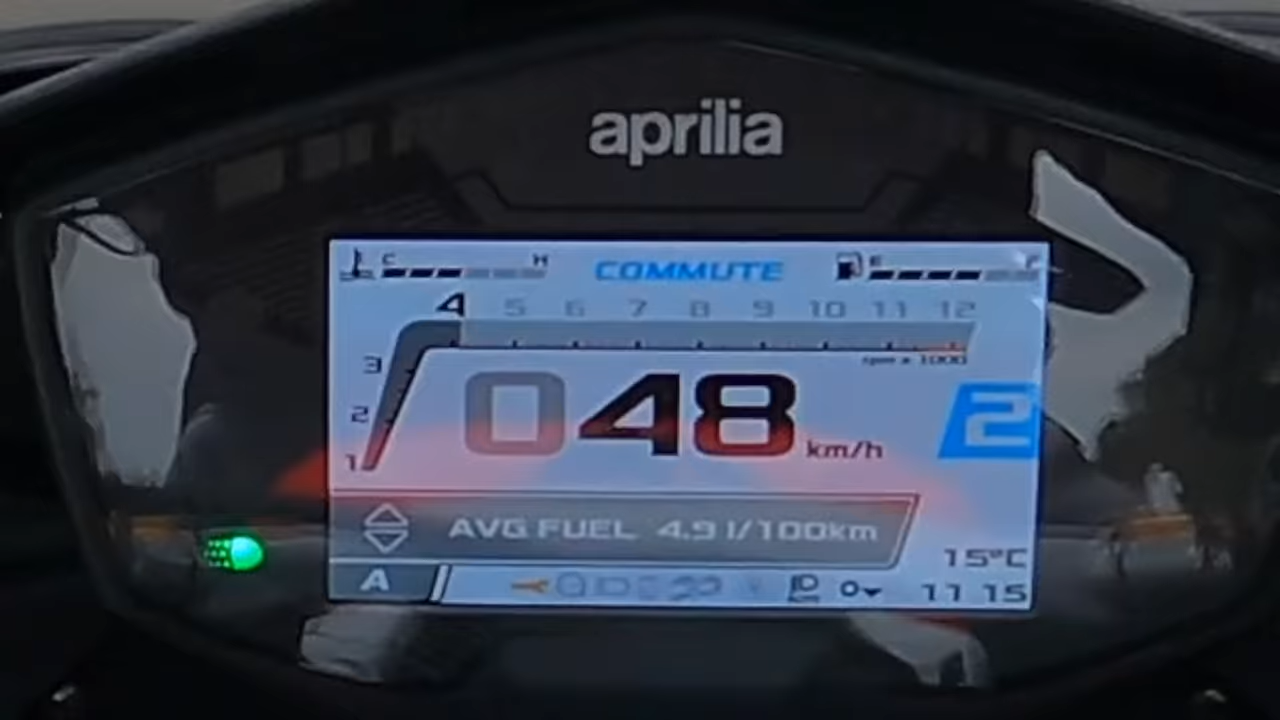 aprilia
C H COMMUTE E F
4 5 6 7 8 9 10 11 12
rpm x 1000
3
2
1
048 km/h
2
AVG FUEL 4.9 l/100km
15°C
A
11 15